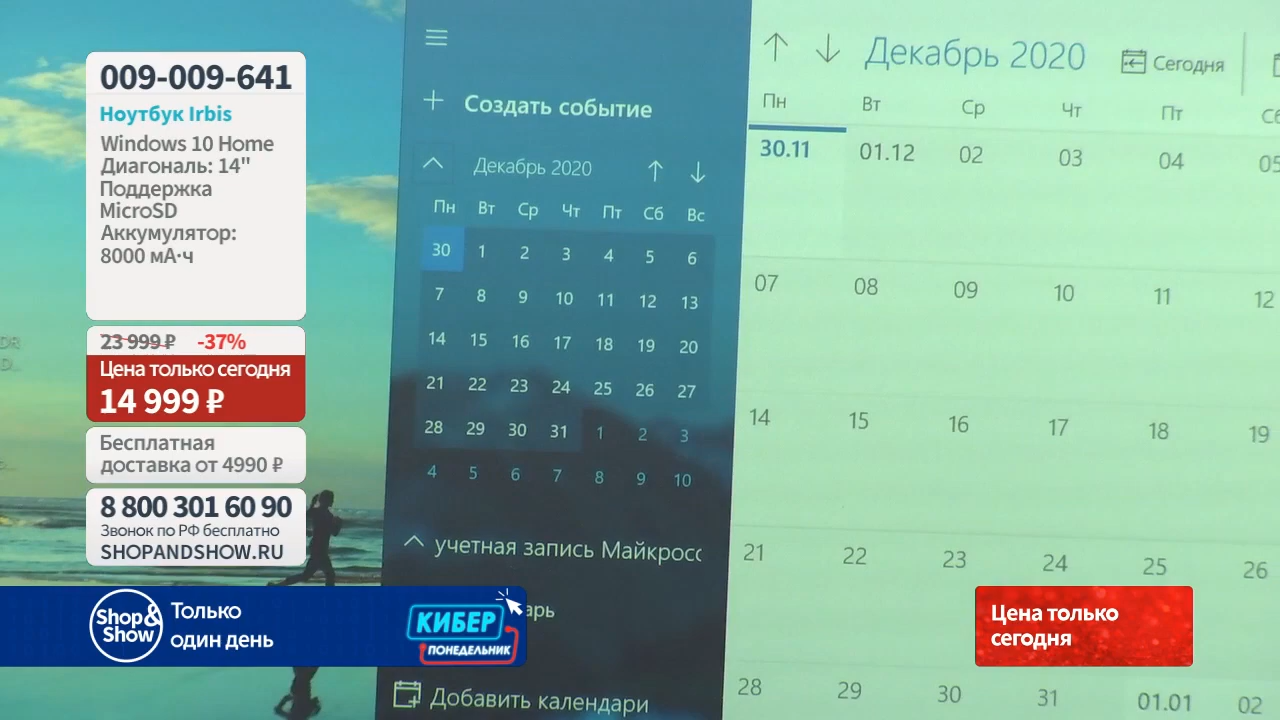 009-009-641
Ноутбук Irbis
Windows 10 Home
Диагональ: 14"
Поддержка
MicroSD
Аккумулятор:
8000 мА·ч
23 999 ₽ -37%
Цена только сегодня
14 999 ₽
Бесплатная
доставка от 4990 ₽
8 800 301 60 90
Звонок по РФ бесплатно
SHOPANDSHOW.RU
Shop&
Show
Только
один день
КИБЕР
ПОНЕДЕЛЬНИК
Цена только
сегодня
Создать событие
Декабрь 2020
Пн Вт Ср Чт Пт Сб Вс
30 1 2 3 4 5 6
7 8 9 10 11 12 13
14 15 16 17 18 19 20
21 22 23 24 25 26 27
28 29 30 31 1 2 3
4 5 6 7 8 9 10
учетная запись Майкрос
арь
Добавить календари
Декабрь 2020 Сегодня
Пн Вт Ср Чт Пт Сб
30.11 01.12 02 03 04 05
07 08 09 10 11 12
14 15 16 17 18 19
21 22 23 24 25 26
28 29 30 31 01.01 02